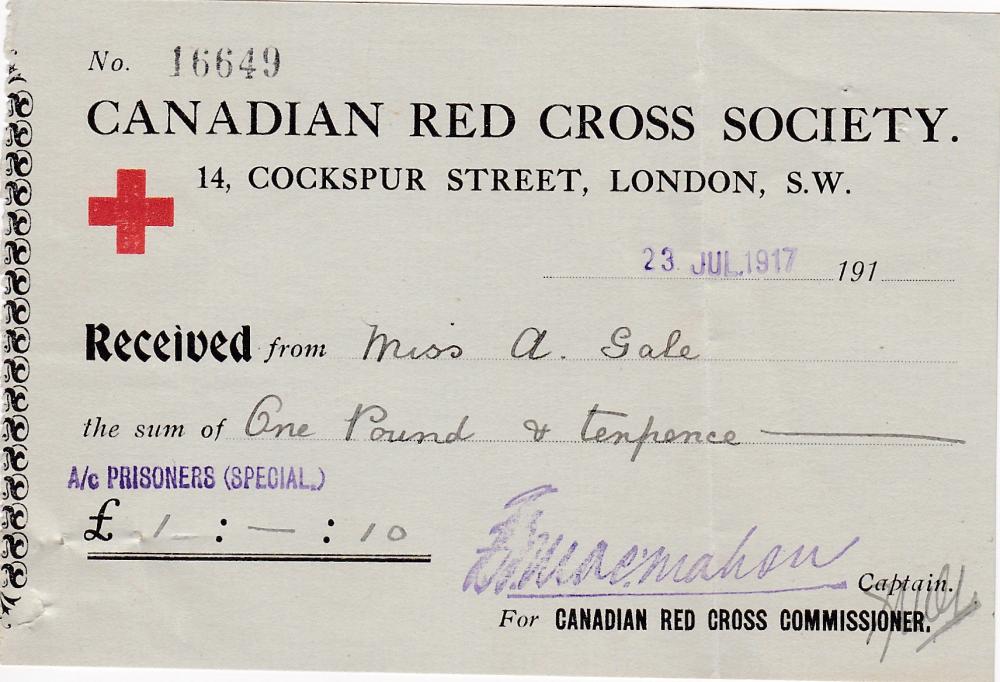 No. 16649
CANADIAN RED CROSS SOCIETY.
14, COCKSPUR STREET, LONDON, S.W.
23 JUL.1917 191
Received from Miss A. Gale
the sum of One Pound & tenpence
A/c PRISONERS (SPECIAL.)
£ 1 : — : 10
Macmahon Captain.
For CANADIAN RED CROSS COMMISSIONER.